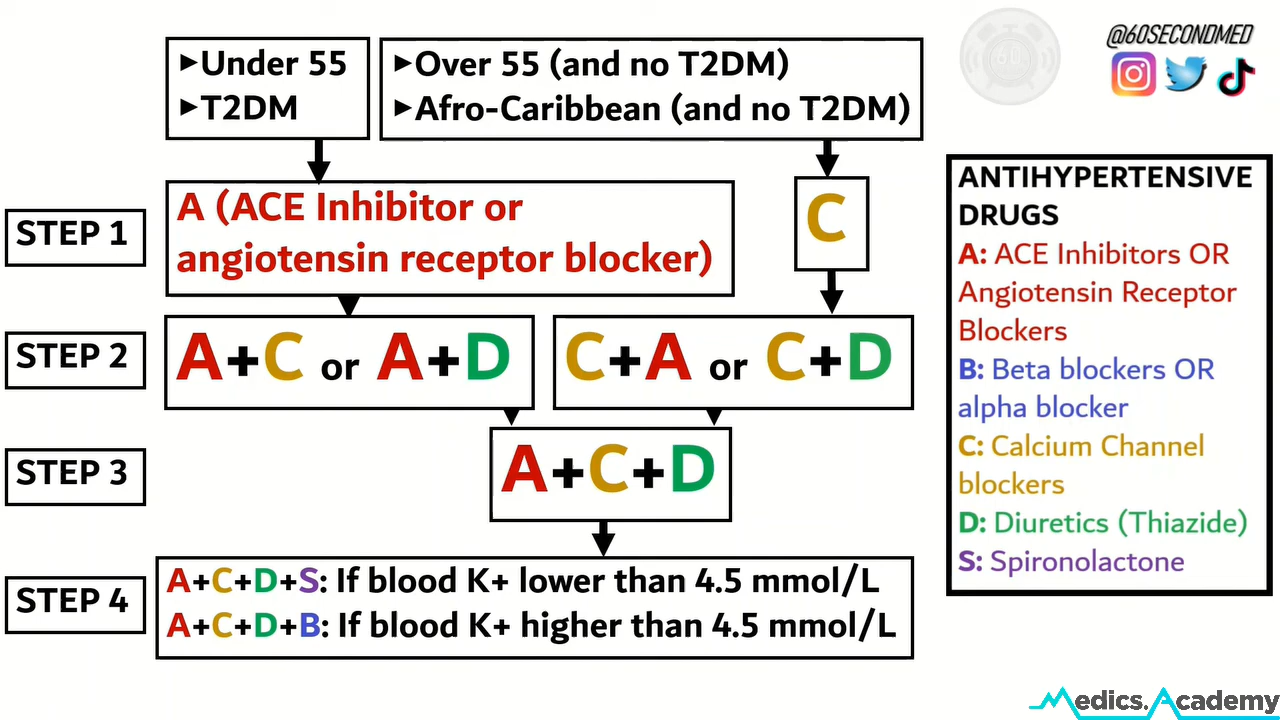 @60SECONDMED
►Under 55
►T2DM
►Over 55 (and no T2DM)
►Afro-Caribbean (and no T2DM)
STEP 1
A (ACE Inhibitor or
angiotensin receptor blocker)
C
STEP 2
A+C or A+D
C+A or C+D
STEP 3
A+C+D
STEP 4
A+C+D+S: If blood K+ lower than 4.5 mmol/L
A+C+D+B: If blood K+ higher than 4.5 mmol/L
ANTIHYPERTENSIVE
DRUGS
A: ACE Inhibitors OR
Angiotensin Receptor
Blockers
B: Beta blockers OR
alpha blocker
C: Calcium Channel
blockers
D: Diuretics (Thiazide)
S: Spironolactone
Medics.Academy